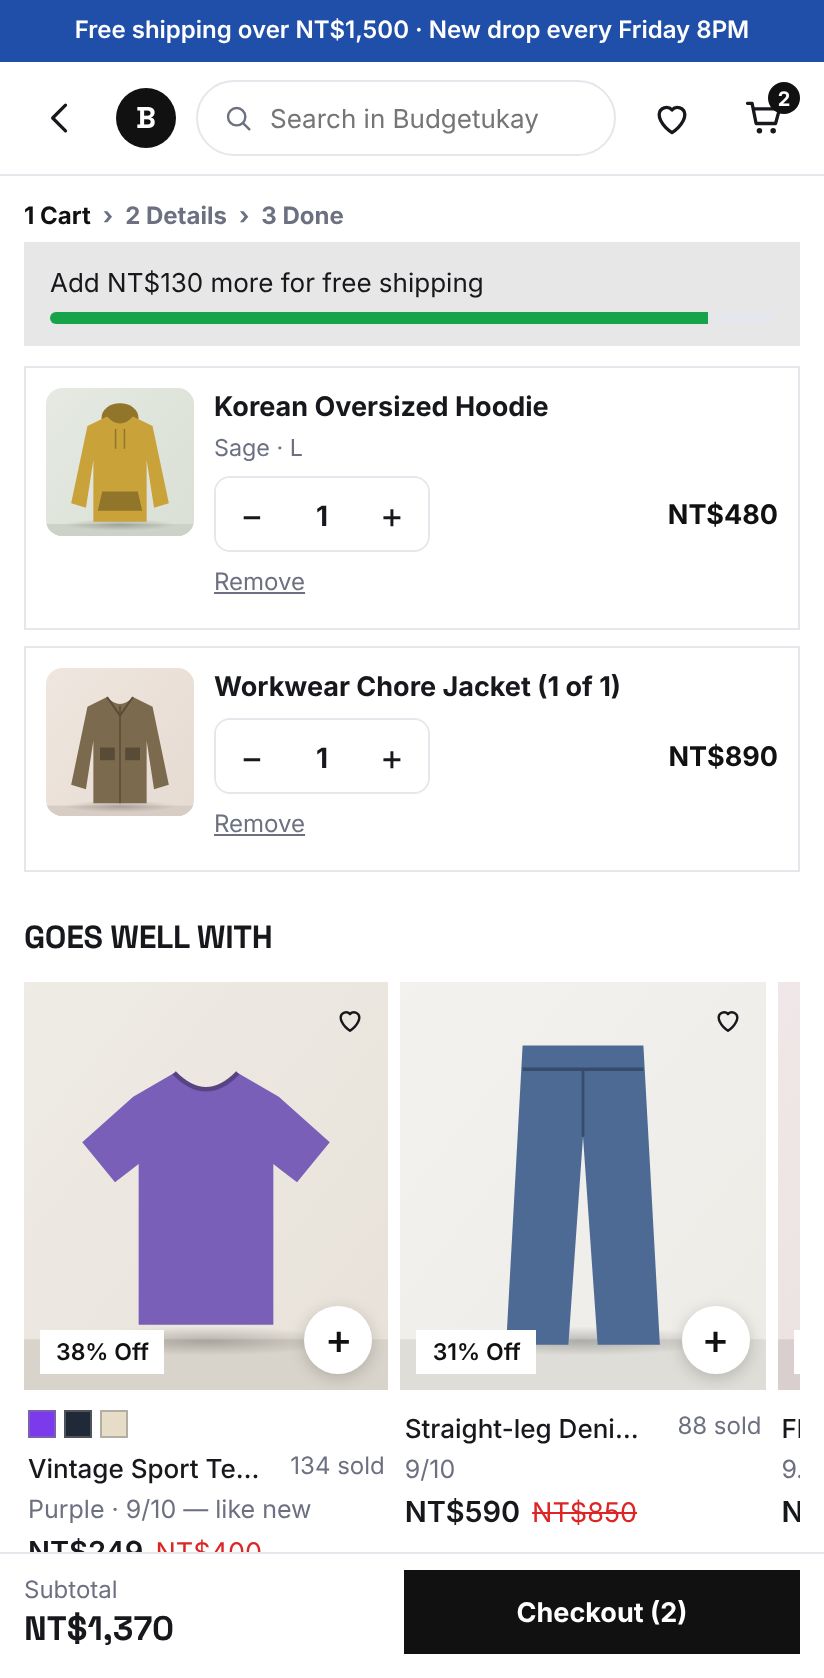 Free shipping over NT$1,500 · New drop every Friday 8PM
B
Search in Budgetukay
2
1 Cart › 2 Details › 3 Done
Add NT$130 more for free shipping
Korean Oversized Hoodie
Sage · L
− 1 +
NT$480
Remove
Workwear Chore Jacket (1 of 1)
− 1 +
NT$890
Remove
GOES WELL WITH
38% Off
+
31% Off
+
Vintage Sport Te... 134 sold
Purple · 9/10 — like new
NT$249 NT$400
Straight-leg Deni... 88 sold
9/10
NT$590 NT$850
Subtotal
NT$1,370
Checkout (2)